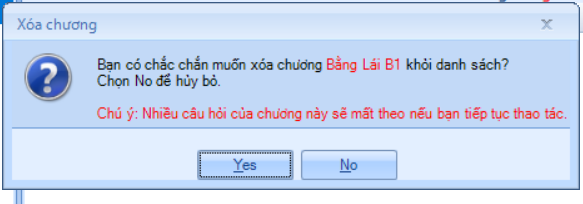 Xóa chương
Bạn có chắc chắn muốn xóa chương Bằng Lái B1 khỏi danh sách?
Chọn No để hủy bỏ.
Chú ý: Nhiều câu hỏi của chương này sẽ mất theo nếu bạn tiếp tục thao tác.
Yes
No